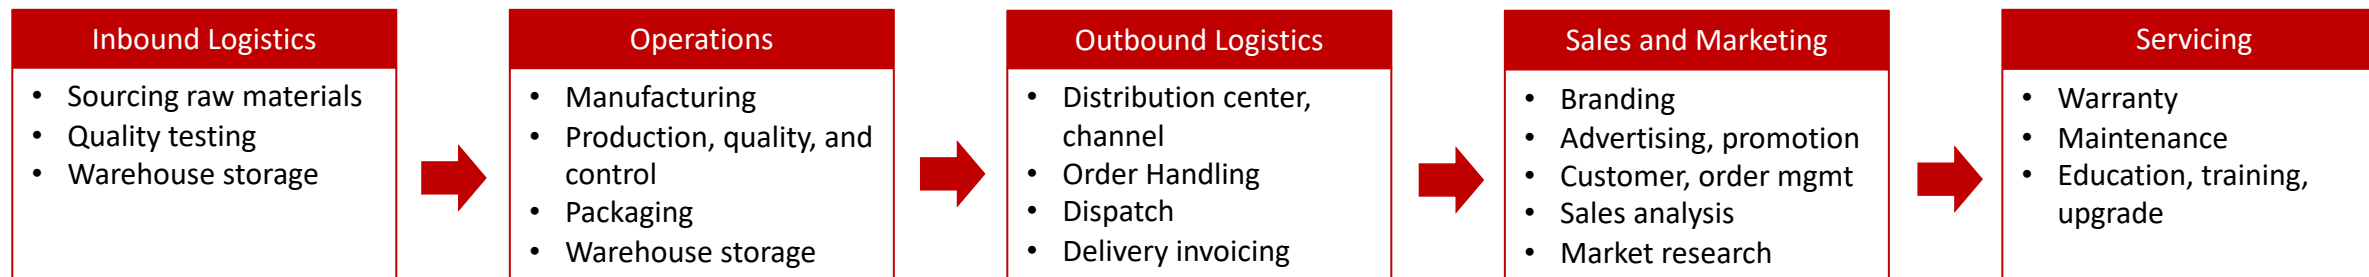 Inbound Logistics
• Sourcing raw materials
• Quality testing
• Warehouse storage
Operations
• Manufacturing
• Production, quality, and
control
• Packaging
• Warehouse storage
Outbound Logistics
• Distribution center,
channel
• Order Handling
• Dispatch
• Delivery invoicing
Sales and Marketing
• Branding
• Advertising, promotion
• Customer, order mgmt
• Sales analysis
• Market research
Servicing
• Warranty
• Maintenance
• Education, training,
upgrade